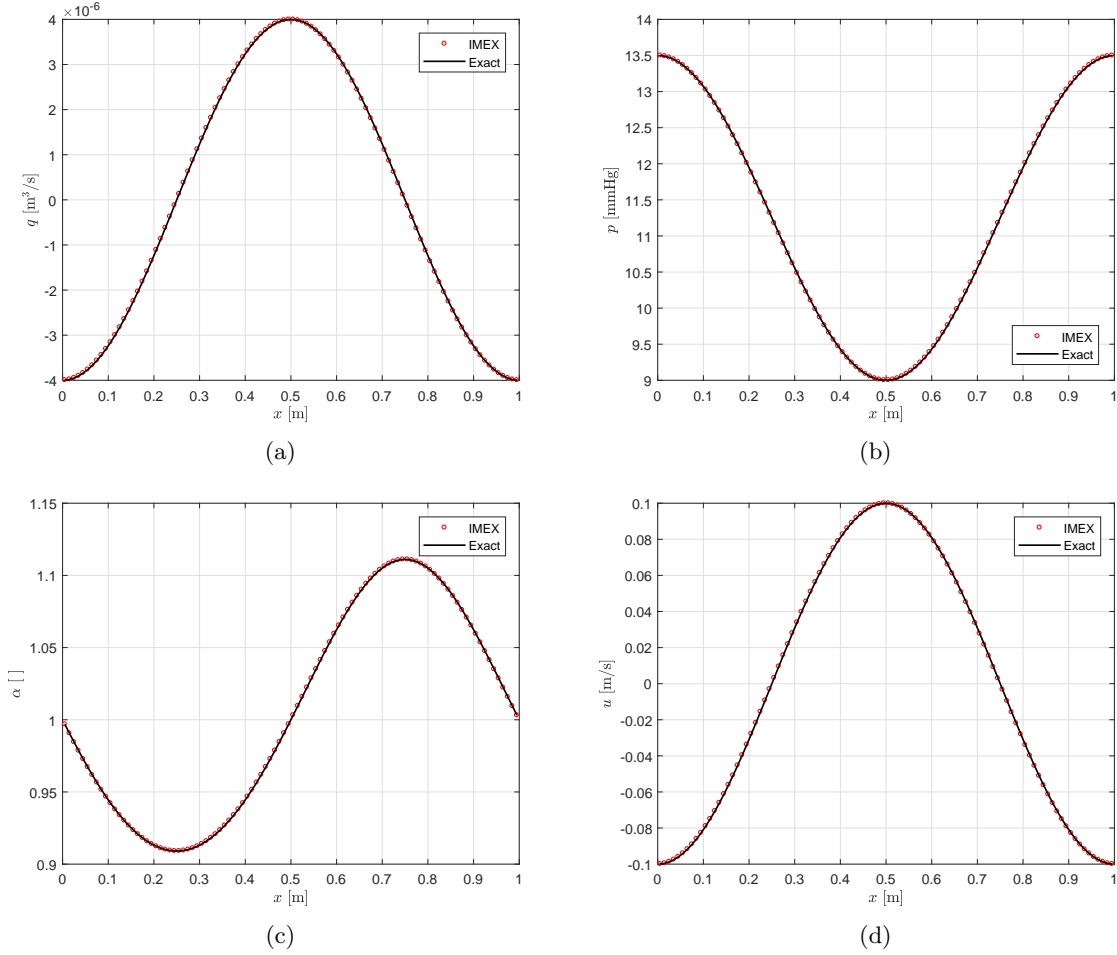 ×10⁻⁶
4
3
2
1
0
-1
-2
-3
-4
q [m³/s]
IMEX
Exact
0 0.1 0.2 0.3 0.4 0.5 0.6 0.7 0.8 0.9 1
x [m]
(a)
14
13.5
13
12.5
12
11.5
11
10.5
10
9.5
9
p [mmHg]
IMEX
Exact
0 0.1 0.2 0.3 0.4 0.5 0.6 0.7 0.8 0.9 1
x [m]
(b)
1.15
1.1
1.05
1
0.95
0.9
α [ ]
IMEX
Exact
0 0.1 0.2 0.3 0.4 0.5 0.6 0.7 0.8 0.9 1
x [m]
(c)
0.1
0.08
0.06
0.04
0.02
0
-0.02
-0.04
-0.06
-0.08
-0.1
u [m/s]
IMEX
Exact
0 0.1 0.2 0.3 0.4 0.5 0.6 0.7 0.8 0.9 1
x [m]
(d)